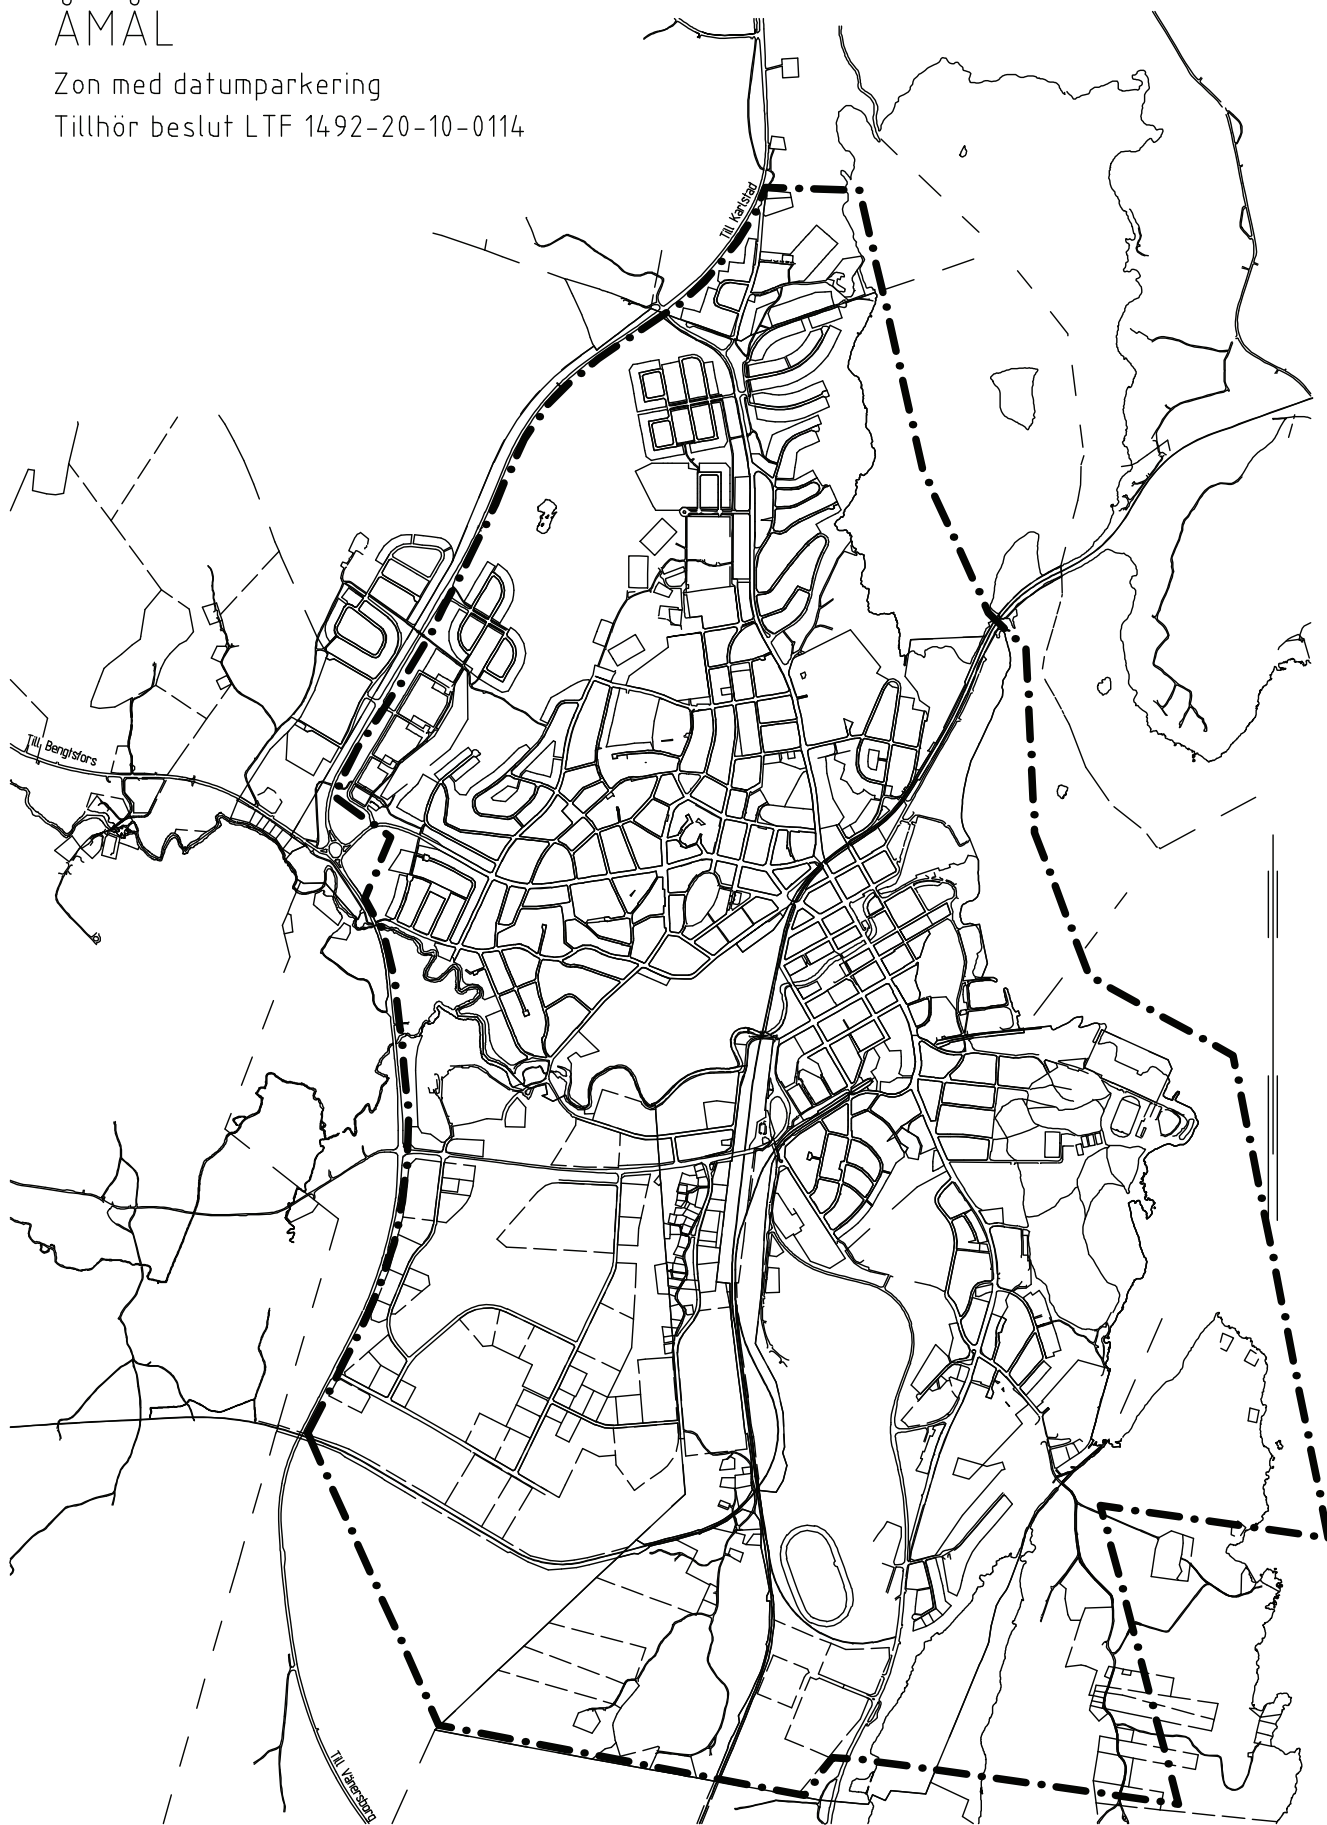 ÅMÅL
Zon med datumparkering
Tillhör beslut LTF 1492-20-10-0114
Till Karlstad
Till Bengtsfors
Till Vänersborg